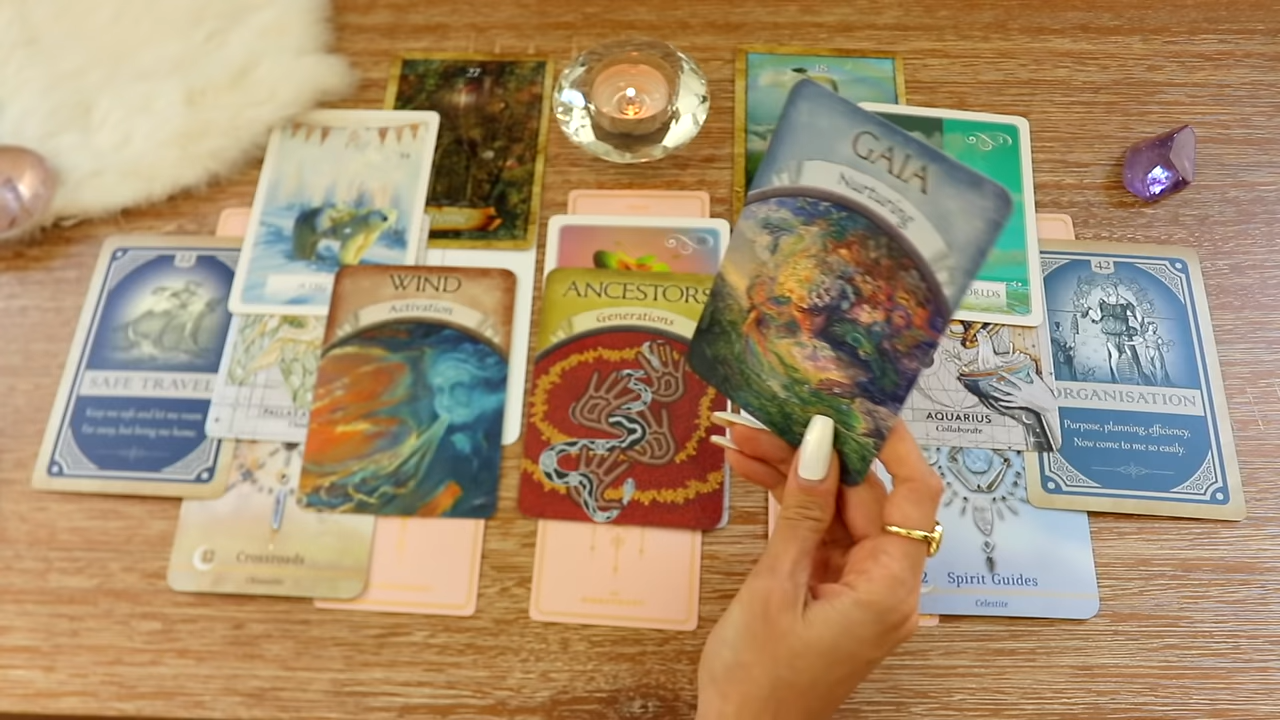 27
18
GAIA
Nurturing
WIND
Activation
ANCESTORS
Generations
SAFE TRAVEL
Keep me safe and let me roam
Far away, but bring me home
AQUARIUS
Collaborate
42
ORGANISATION
Purpose, planning, efficiency,
Now come to me so easily.
Crossroads
Spirit Guides
Celestite